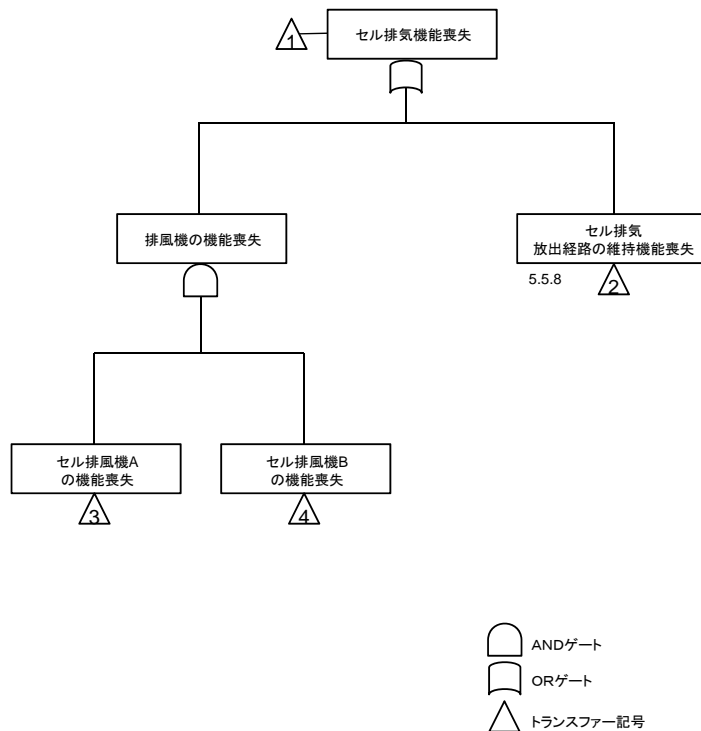 1
セル排気機能喪失
排風機の機能喪失
セル排気
放出経路の維持機能喪失
5.5.8
2
セル排風機A
の機能喪失
セル排風機B
の機能喪失
3
4
ANDゲート
ORゲート
トランスファー記号